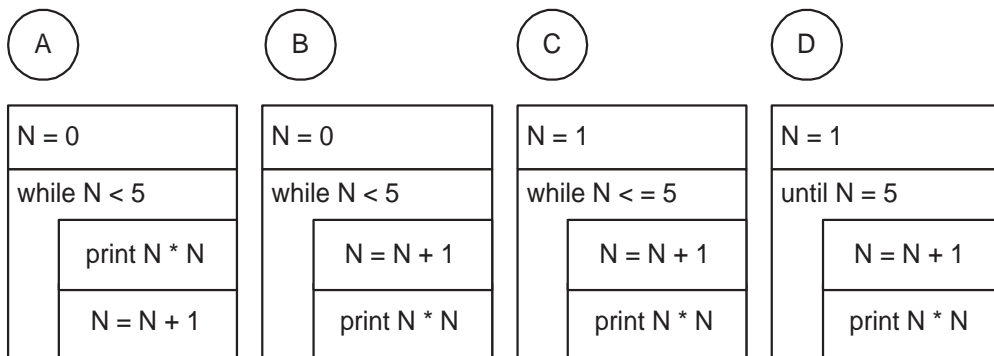 A
B
C
D
N = 0
while N < 5
print N * N
N = N + 1
N = 0
while N < 5
N = N + 1
print N * N
N = 1
while N < = 5
N = N + 1
print N * N
N = 1
until N = 5
N = N + 1
print N * N